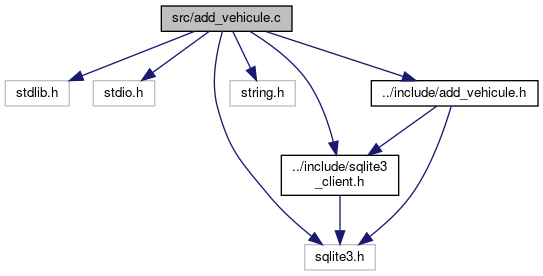 src/add_vehicule.c
stdlib.h
stdio.h
string.h
../include/add_vehicule.h
../include/sqlite3
_client.h
sqlite3.h